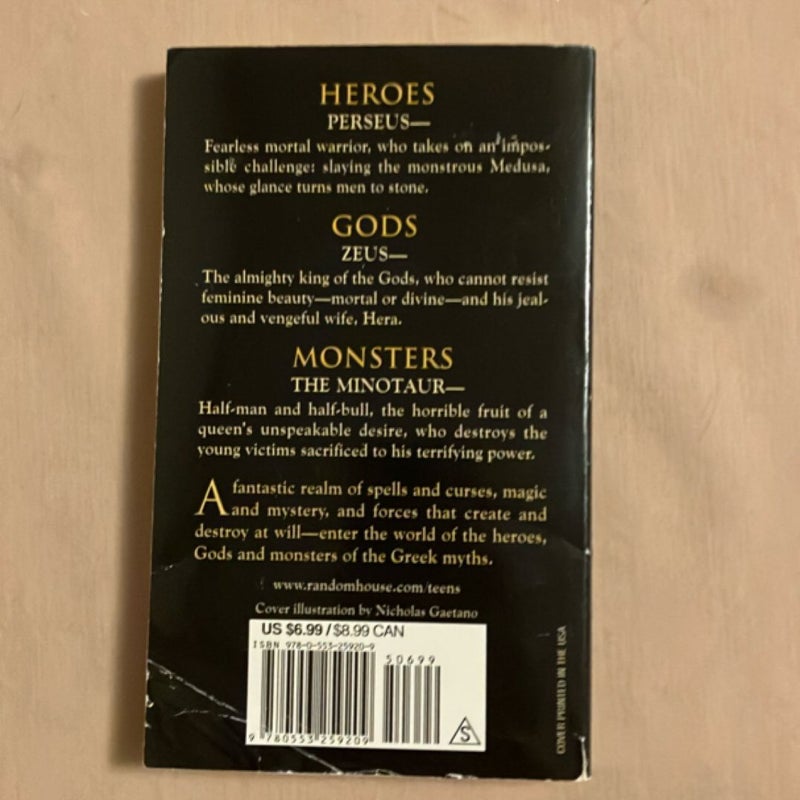 HEROES
PERSEUS—
Fearless mortal warrior, who takes on an impos-
sible challenge: slaying the monstrous Medusa,
whose glance turns men to stone.
GODS
ZEUS—
The almighty king of the Gods, who cannot resist
feminine beauty—mortal or divine—and his jeal-
ous and vengeful wife, Hera.
MONSTERS
THE MINOTAUR—
Half-man and half-bull, the horrible fruit of a
queen's unspeakable desire, who destroys the
young victims sacrificed to his terrifying power.
A fantastic realm of spells and curses, magic
and mystery, and forces that create and
destroy at will—enter the world of the heroes,
Gods and monsters of the Greek myths.
www.randomhouse.com/teens
Cover illustration by Nicholas Gaetano
US $6.99 / $8.99 CAN
ISBN 978-0-553-25920-9
50699
9 780553 259209
S
COVER PRINTED IN THE USA